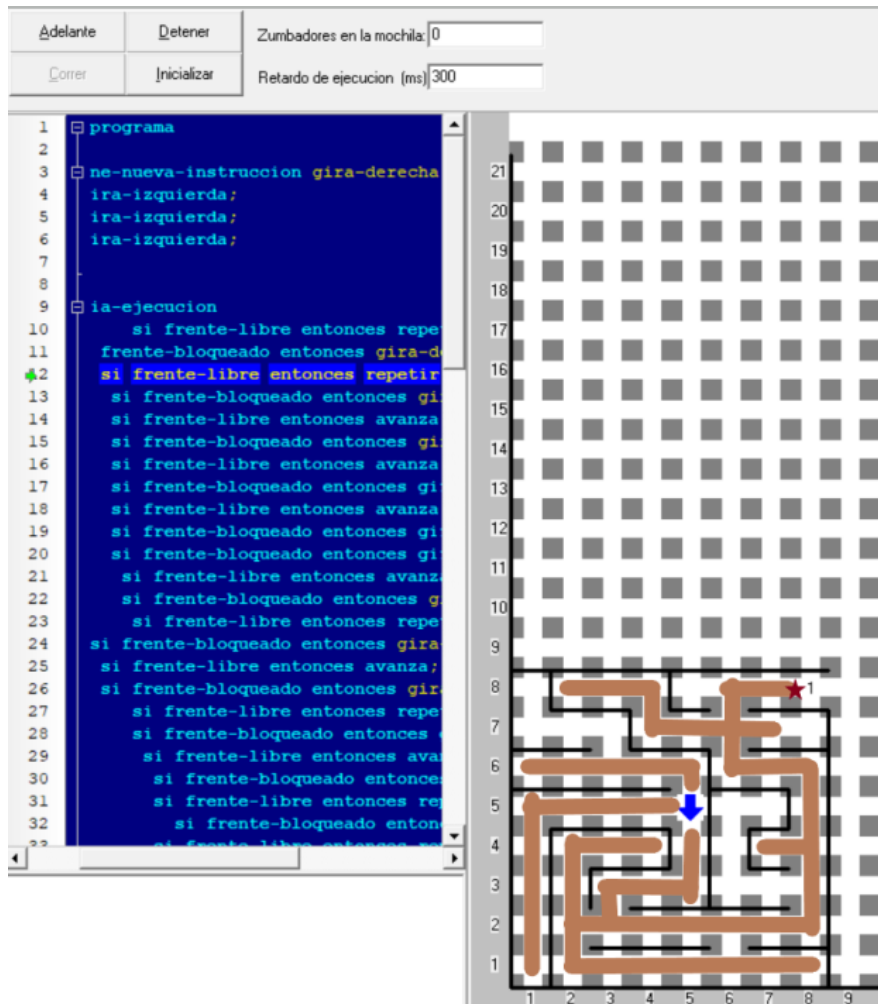 Adelante Detener Zumbadores en la mochila: 0
Correr Inicializar Retardo de ejecucion (ms) 300
1 programa
2
3 ne-nueva-instruccion gira-derecha
4 ira-izquierda;
5 ira-izquierda;
6 ira-izquierda;
7
8
9 ia-ejecucion
10 si frente-libre entonces repe
11 frente-bloqueado entonces gira-d
12 si frente-libre entonces repetir
13 si frente-bloqueado entonces gi
14 si frente-libre entonces avanza
15 si frente-bloqueado entonces gi
16 si frente-libre entonces avanza
17 si frente-bloqueado entonces gi
18 si frente-libre entonces avanza
19 si frente-bloqueado entonces gi
20 si frente-bloqueado entonces gi
21 si frente-libre entonces avanz
22 si frente-bloqueado entonces g
23 si frente-libre entonces repe
24 si frente-bloqueado entonces gira
25 si frente-libre entonces avanza;
26 si frente-bloqueado entonces gir
27 si frente-libre entonces repe
28 si frente-bloqueado entonces
29 si frente-libre entonces ava
30 si frente-bloqueado entonces
31 si frente-libre entonces re
32 si frente-bloqueado enton
21
20
19
18
17
16
15
14
13
12
11
10
9
8 1
7
6
5
4
3
2
1
1 2 3 4 5 6 7 8 9